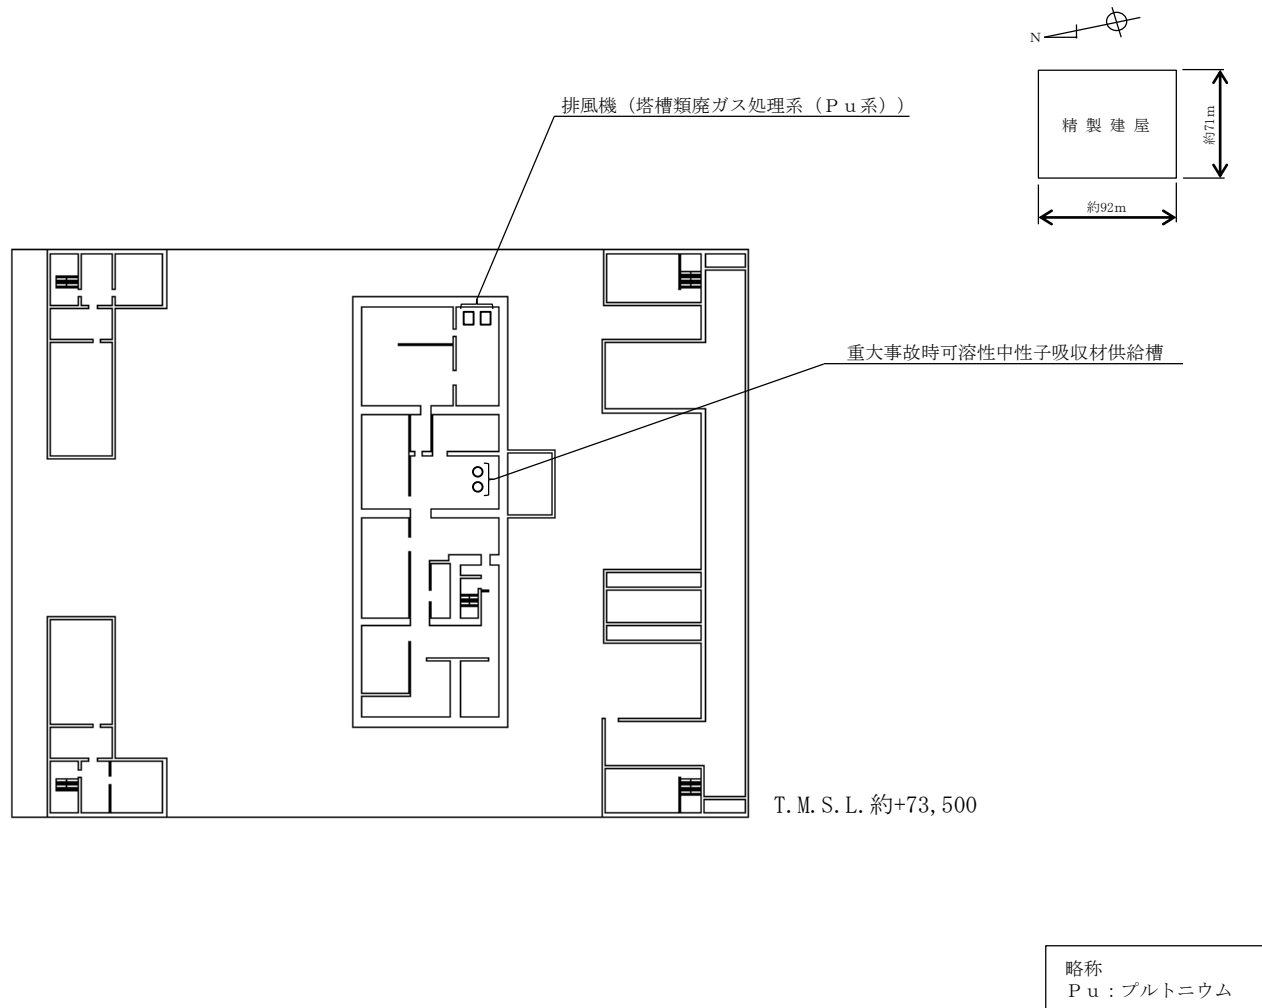 N
排風機（塔槽類廃ガス処理系（Ｐｕ系））
精製建屋
約71m
約92m
重大事故時可溶性中性子吸収材供給槽
T.M.S.L.約+73,500
略称
Ｐｕ：プルトニウム